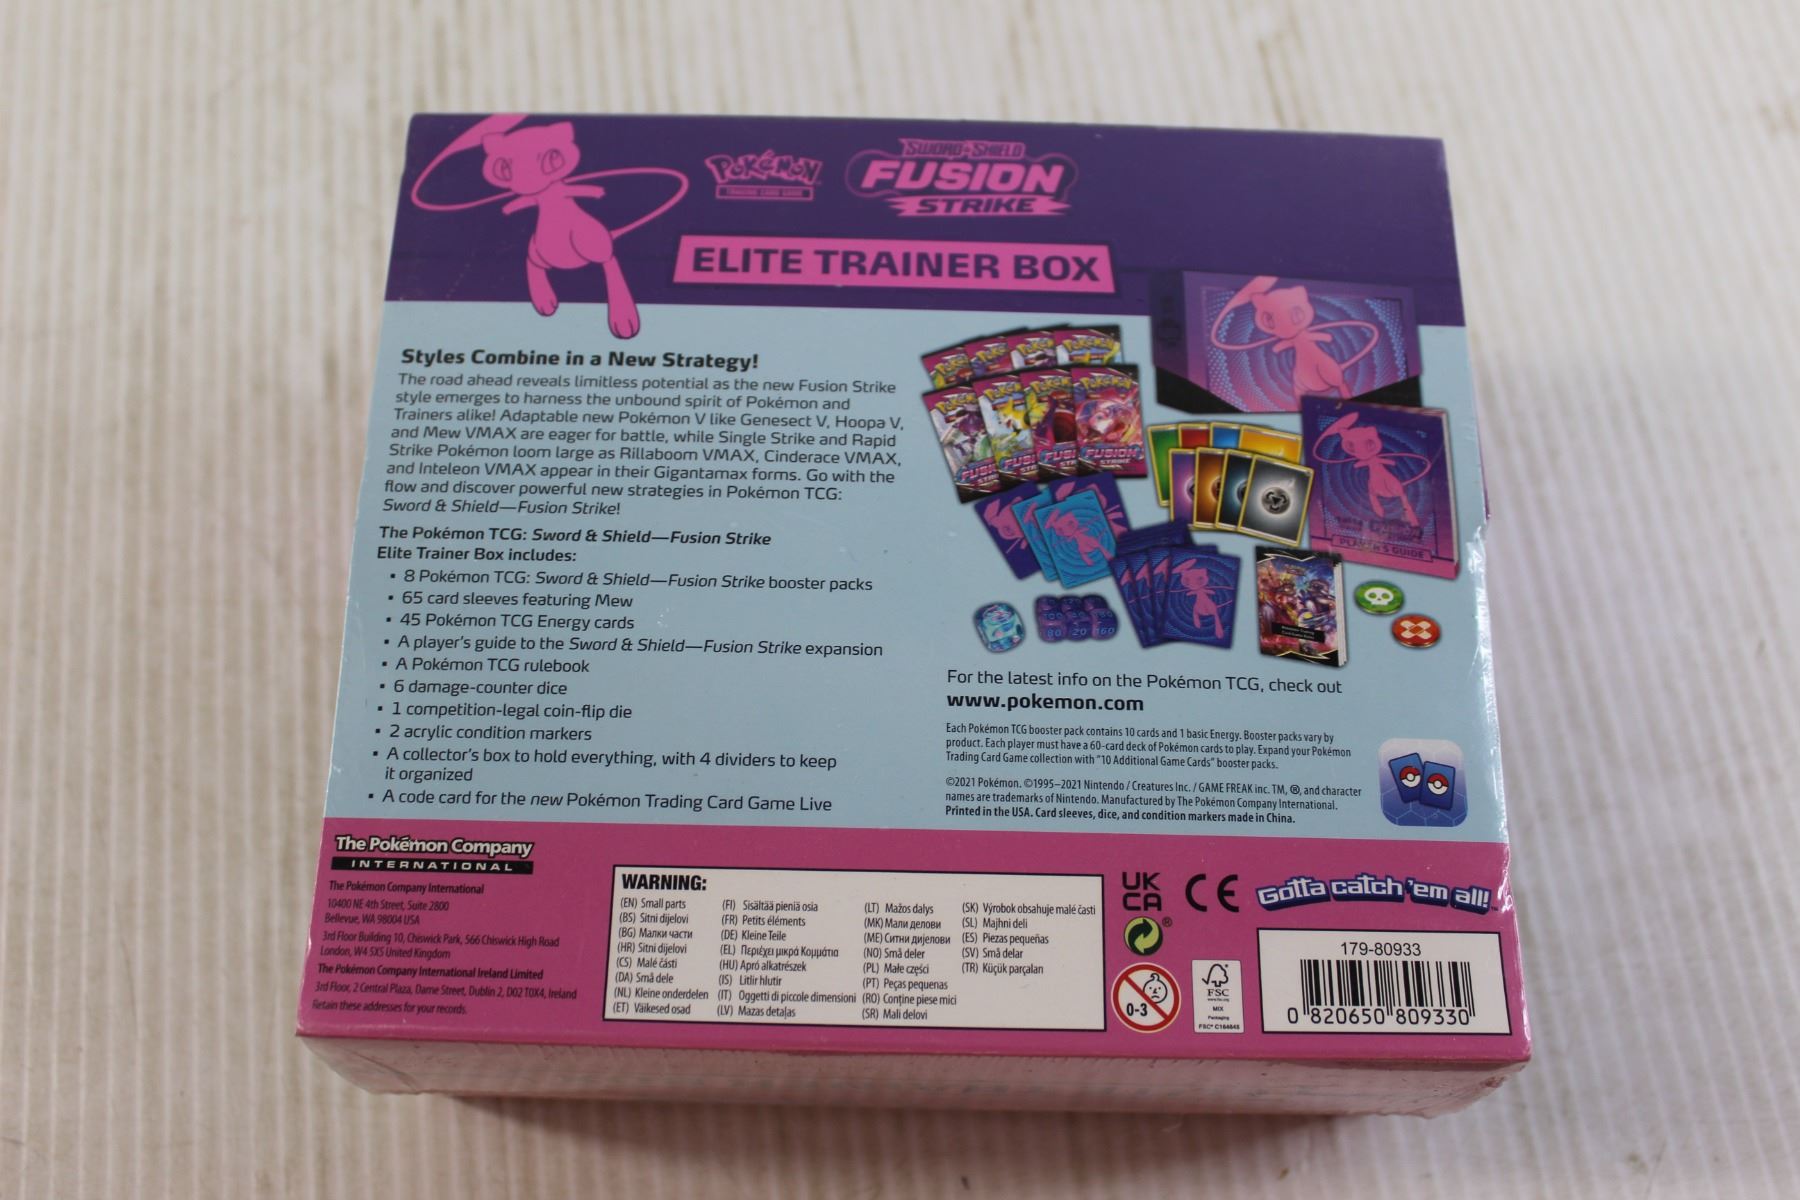 POKéMON
TRADING CARD GAME
SWORD & SHIELD
FUSION
STRIKE
ELITE TRAINER BOX
Styles Combine in a New Strategy!
The road ahead reveals limitless potential as the new Fusion Strike
style emerges to harness the unbound spirit of Pokémon and
Trainers alike! Adaptable new Pokémon V like Genesect V, Hoopa V,
and Mew VMAX are eager for battle, while Single Strike and Rapid
Strike Pokémon loom large as Rillaboom VMAX, Cinderace VMAX,
and Inteleon VMAX appear in their Gigantamax forms. Go with the
flow and discover powerful new strategies in Pokémon TCG:
Sword & Shield—Fusion Strike!
The Pokémon TCG: Sword & Shield—Fusion Strike
Elite Trainer Box includes:
▪ 8 Pokémon TCG: Sword & Shield—Fusion Strike booster packs
▪ 65 card sleeves featuring Mew
▪ 45 Pokémon TCG Energy cards
▪ A player's guide to the Sword & Shield—Fusion Strike expansion
▪ A Pokémon TCG rulebook
▪ 6 damage-counter dice
▪ 1 competition-legal coin-flip die
▪ 2 acrylic condition markers
▪ A collector's box to hold everything, with 4 dividers to keep
it organized
▪ A code card for the new Pokémon Trading Card Game Live
FUSION
STRIKE
PLAYER'S GUIDE
80 20 160
For the latest info on the Pokémon TCG, check out
www.pokemon.com
Each Pokémon TCG booster pack contains 10 cards and 1 basic Energy. Booster packs vary by
product. Each player must have a 60-card deck of Pokémon cards to play. Expand your Pokémon
Trading Card Game collection with "10 Additional Game Cards" booster packs.
©2021 Pokémon. ©1995–2021 Nintendo / Creatures Inc. / GAME FREAK inc. TM, ®, and character
names are trademarks of Nintendo. Manufactured by The Pokémon Company International.
Printed in the USA. Card sleeves, dice, and condition markers made in China.
The Pokémon Company
INTERNATIONAL
The Pokémon Company International
10400 NE 4th Street, Suite 2800
Bellevue, WA 98004 USA
3rd Floor Building 10, Chiswick Park, 566 Chiswick High Road
London, W4 5XS United Kingdom
The Pokémon Company International Ireland Limited
3rd Floor, 2 Central Plaza, Dame Street, Dublin 2, D02 T0X4, Ireland
Retain these addresses for your records.
WARNING:
(EN) Small parts
(BS) Sitni dijelovi
(BG) Малки части
(HR) Sitni dijelovi
(CS) Malé části
(DA) Små dele
(NL) Kleine onderdelen
(ET) Väikesed osad
(FI) Sisältää pieniä osia
(FR) Petits éléments
(DE) Kleine Teile
(EL) Περιέχει μικρά Κομμάτια
(HU) Apró alkatrészek
(IS) Litlir hlutir
(IT) Oggetti di piccole dimensioni
(LV) Mazas detaļas
(LT) Mažos dalys
(MK) Мали делови
(ME) Ситни дијелови
(NO) Små deler
(PL) Małe części
(PT) Peças pequenas
(RO) Conține piese mici
(SR) Mali delovi
(SK) Výrobok obsahuje malé časti
(SL) Majhni deli
(ES) Piezas pequeñas
(SV) Små delar
(TR) Küçük parçalan
UK
CA
CE
®
0-3
FSC
www.fsc.org
MIX
Packaging
FSC® C164645
Gotta catch 'em all!
179-80933
0 820650 809330